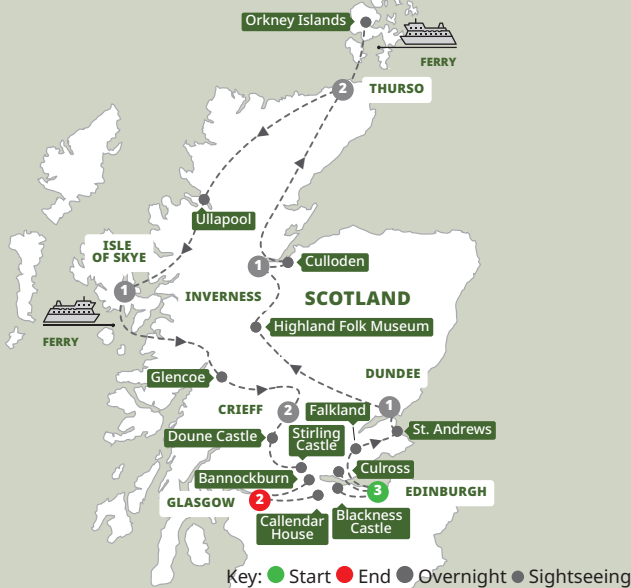 Orkney Islands
FERRY
2
THURSO
Ullapool
ISLE
OF SKYE
1
Culloden
1
INVERNESS
SCOTLAND
FERRY
Highland Folk Museum
Glencoe
DUNDEE
CRIEFF
2
Falkland
1
Doune Castle
Stirling
Castle
St. Andrews
Bannockburn
Culross
GLASGOW
2
3
EDINBURGH
Callendar
House
Blackness
Castle
Key: Start End Overnight Sightseeing